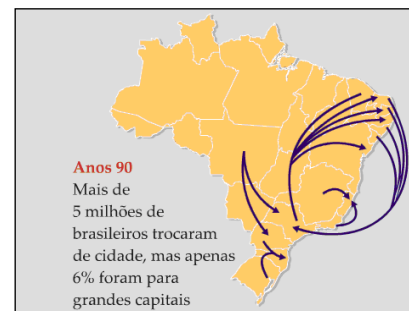 Anos 90
Mais de
5 milhões de
brasileiros trocaram
de cidade, mas apenas
6% foram para
grandes capitais